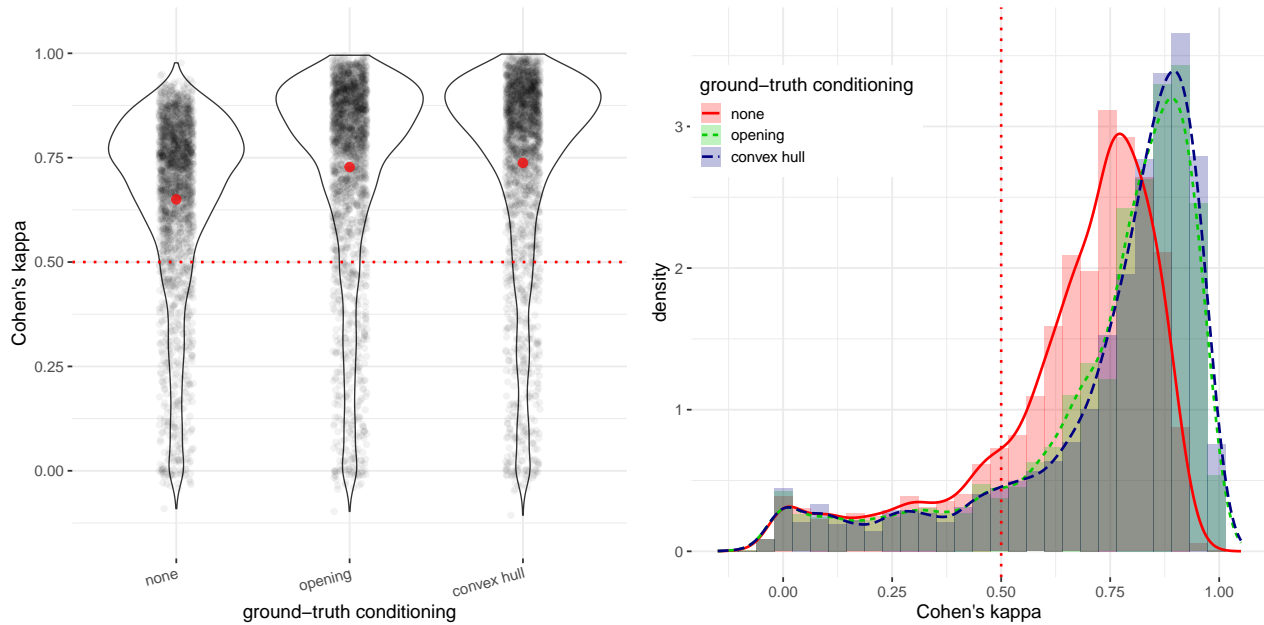 Cohen's kappa
1.00
0.75
0.50
0.25
0.00
none
opening
convex hull
ground−truth conditioning
density
3
2
1
0
ground−truth conditioning
none
opening
convex hull
0.00
0.25
0.50
0.75
1.00
Cohen's kappa